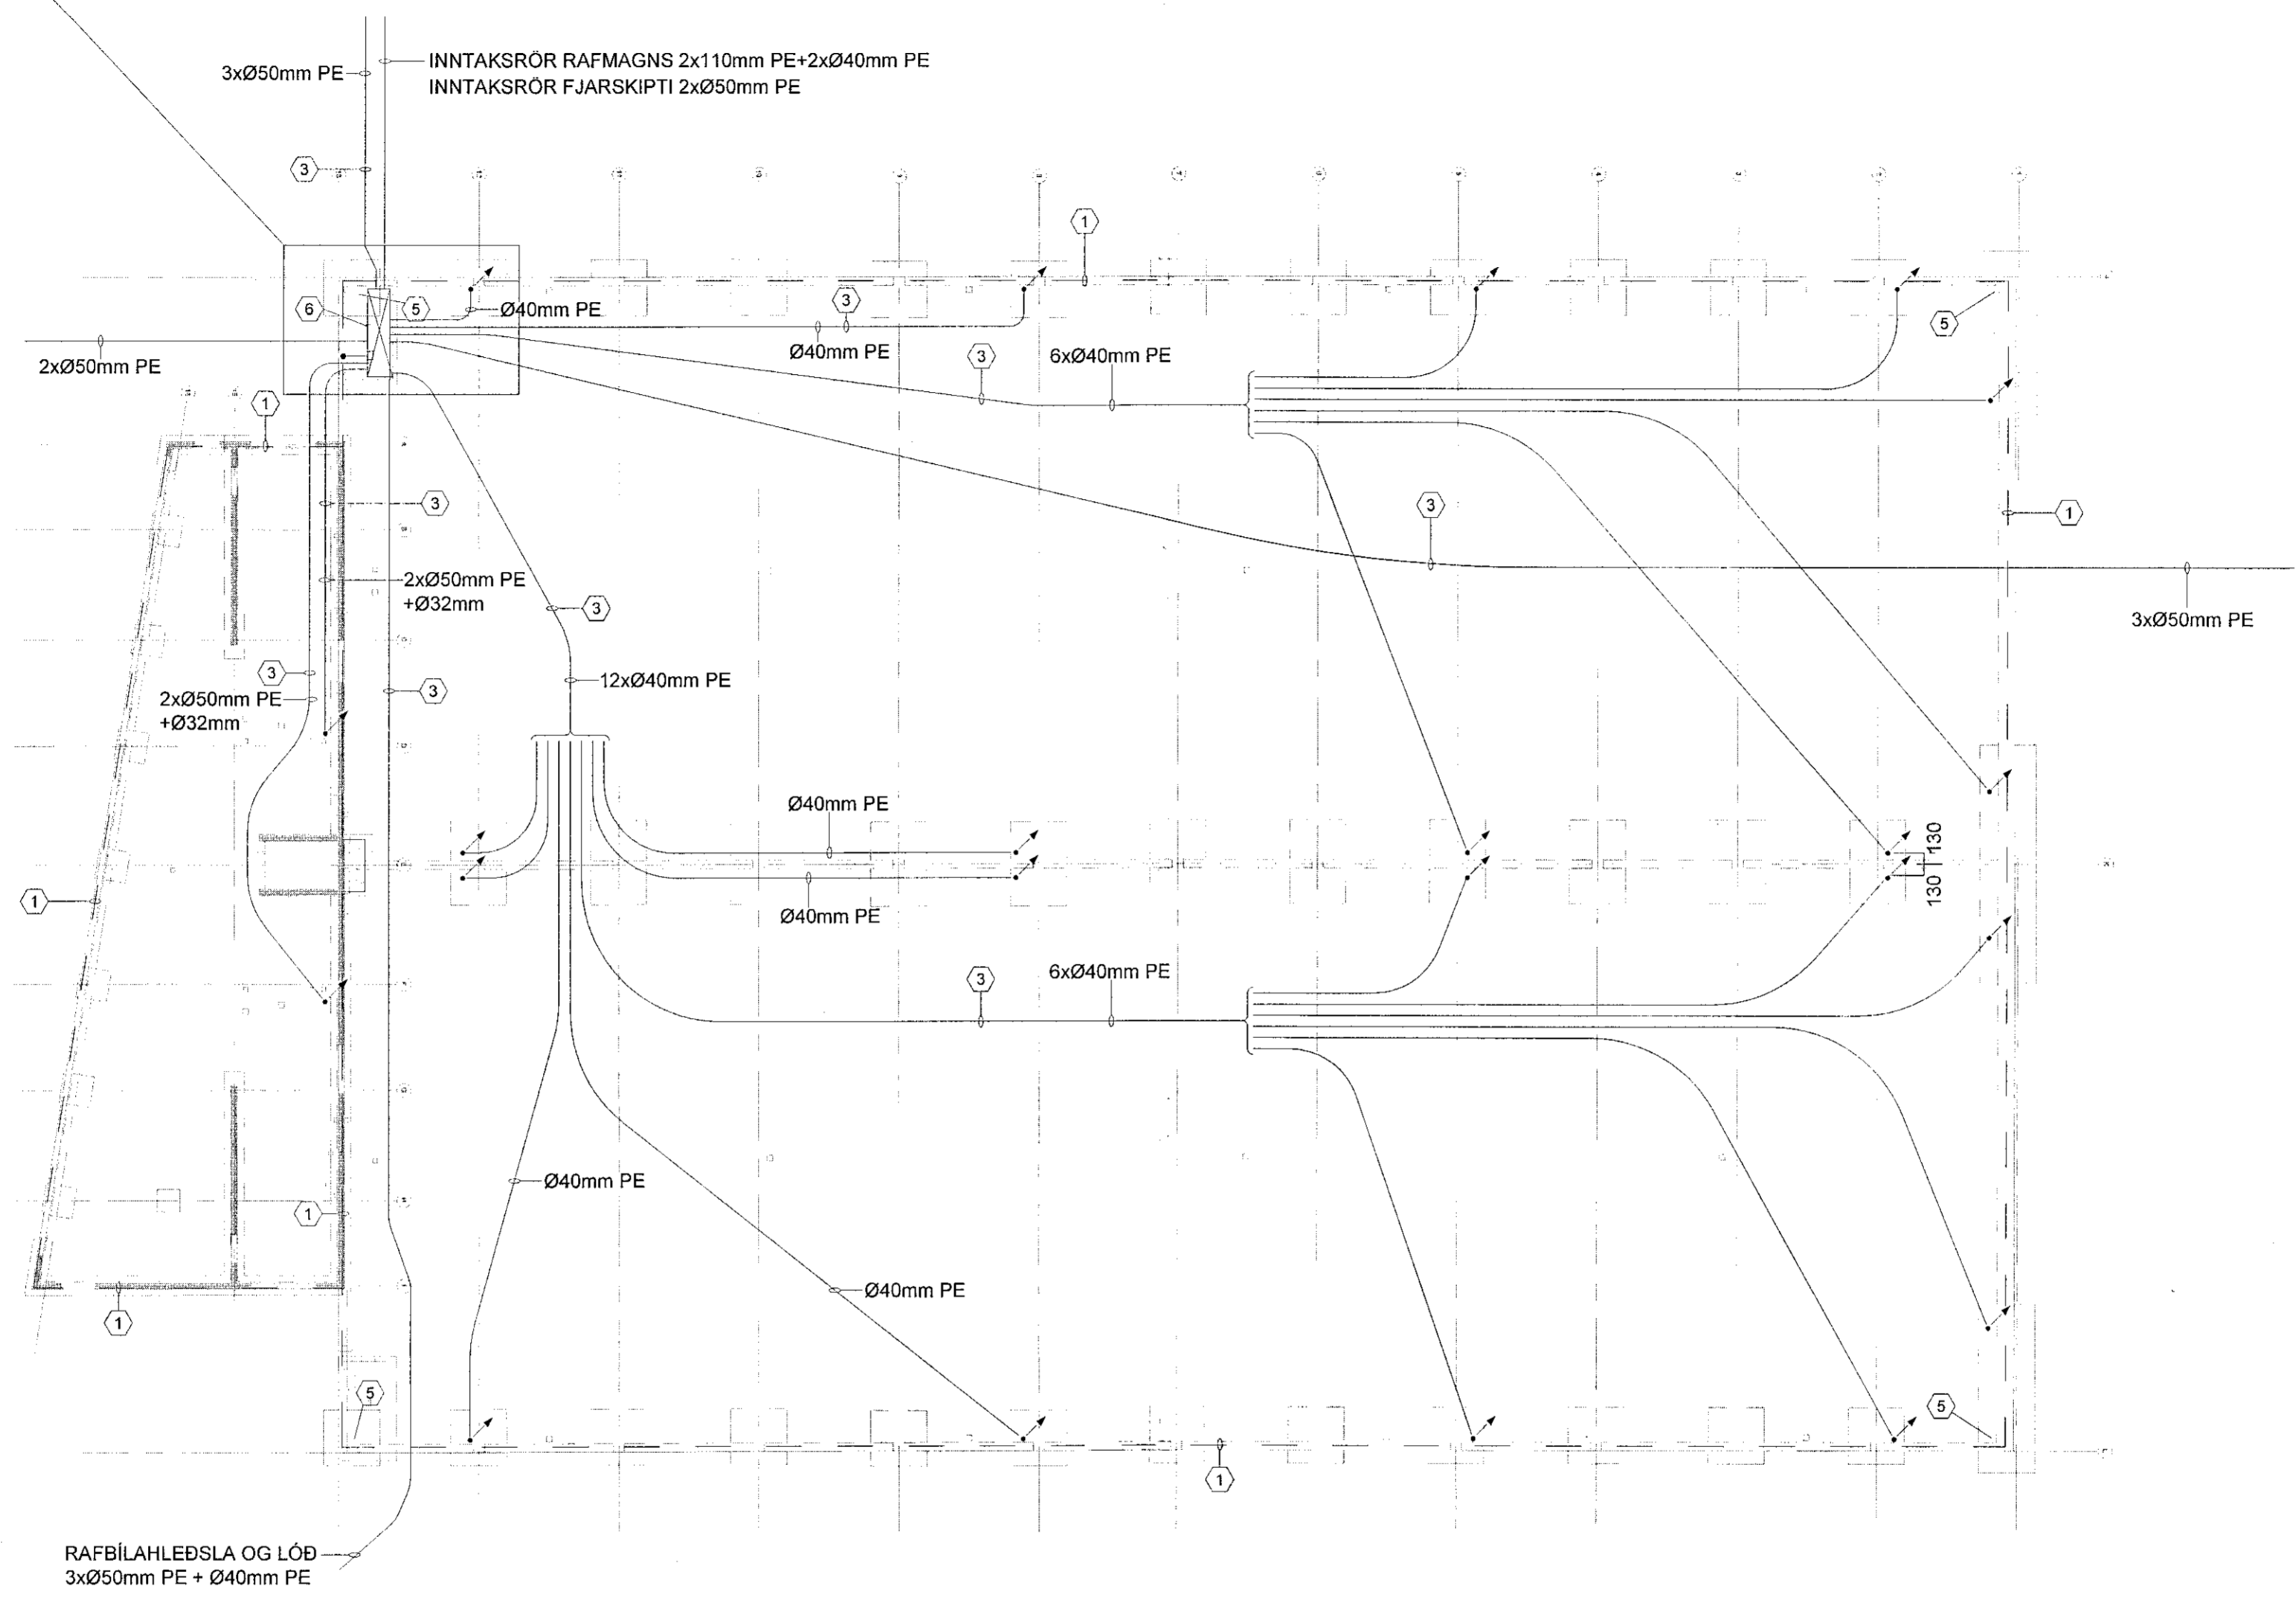 3xØ50mm PE
INNTAKSRÖR RAFMAGNS 2x110mm PE+2xØ40mm PE
INNTAKSRÖR FJARSKIPTI 2xØ50mm PE
3
1
6
5
Ø40mm PE
3
Ø40mm PE
5
2xØ50mm PE
3
6xØ40mm PE
1
3
3
1
2xØ50mm PE
+Ø32mm
3
3xØ50mm PE
3
2xØ50mm PE
+Ø32mm
3
12xØ40mm PE
Ø40mm PE
130
130
1
Ø40mm PE
3
6xØ40mm PE
Ø40mm PE
1
Ø40mm PE
1
5
5
1
RAFBÍLAHLEÐSLA OG LÓÐ
3xØ50mm PE + Ø40mm PE